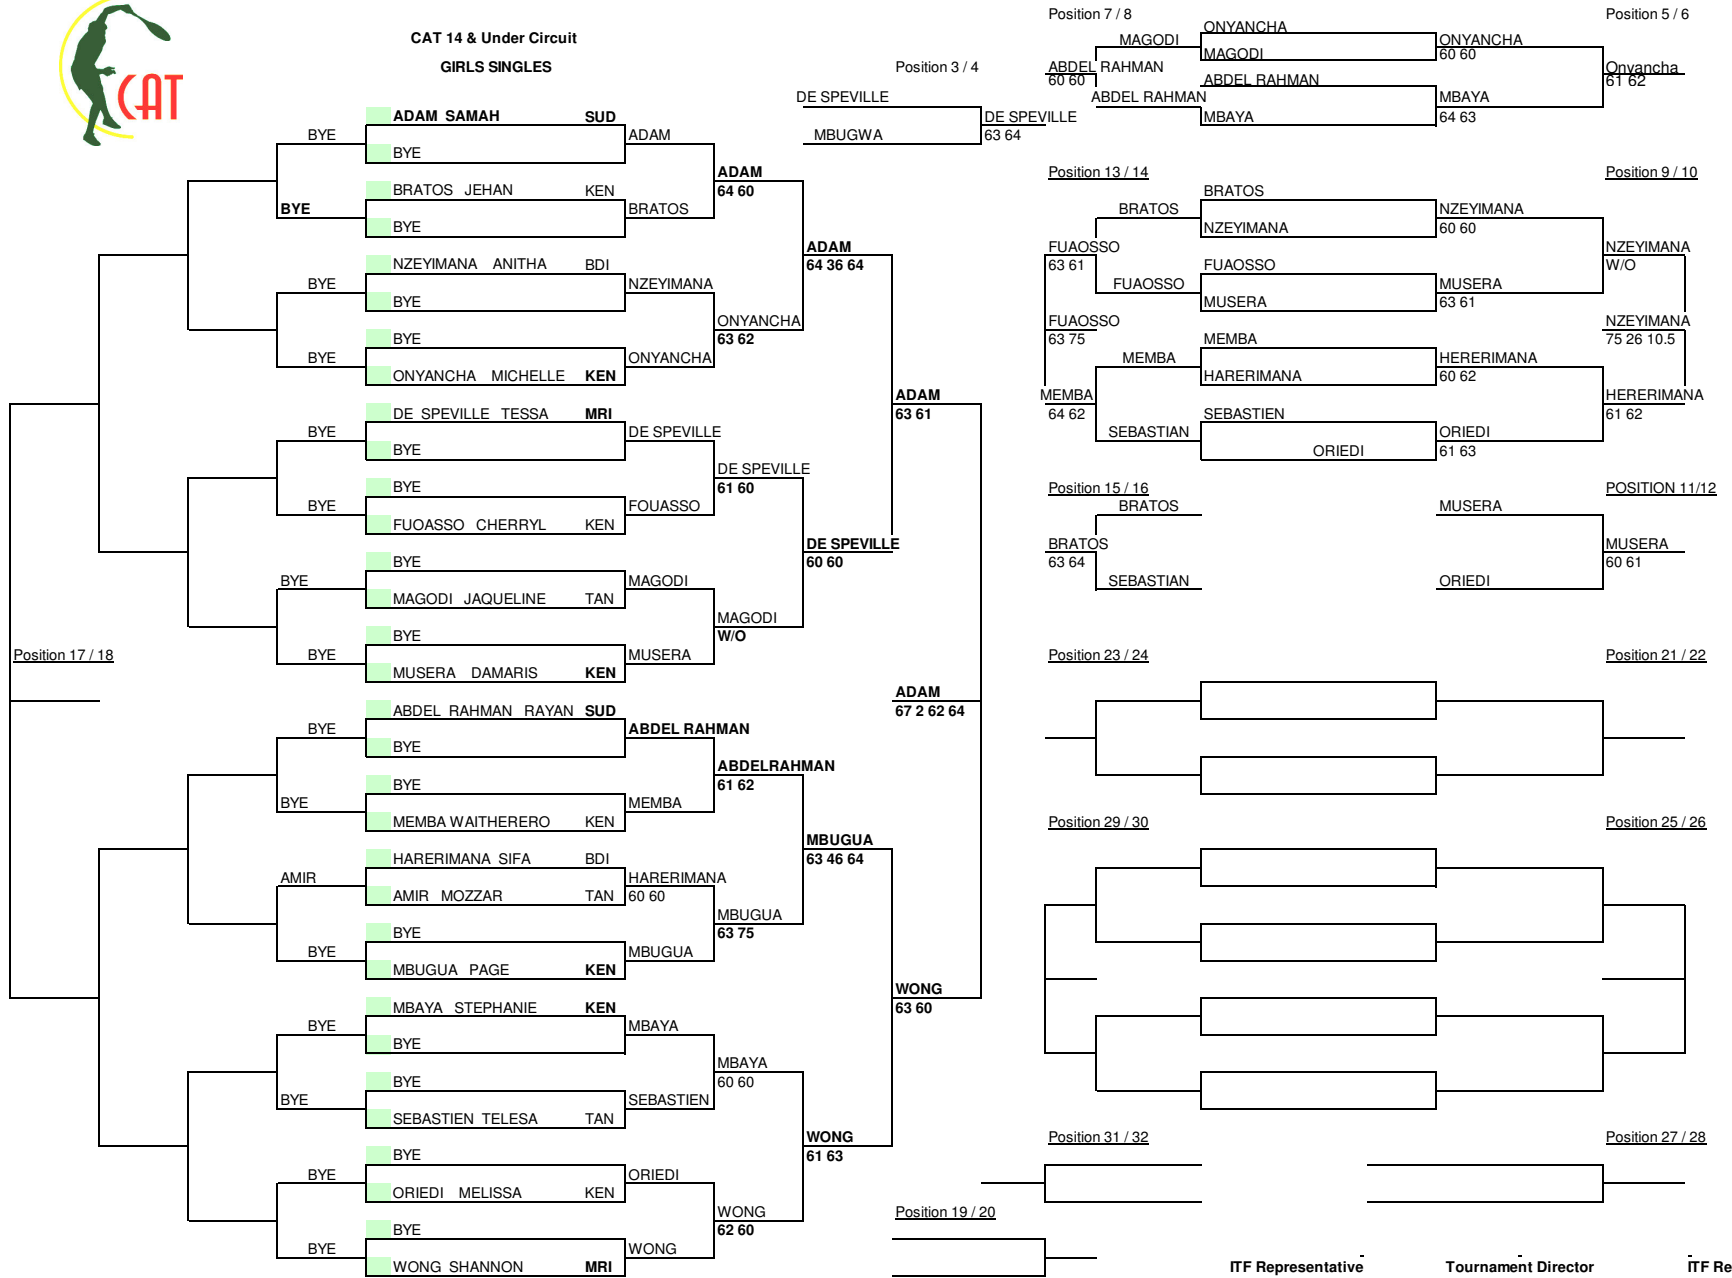 CAT
CAT 14 & Under Circuit
GIRLS SINGLES
ADAM SAMAH SUD
BYE
BRATOS JEHAN KEN
BYE
NZEYIMANA ANITHA BDI
BYE
BYE
ONYANCHA MICHELLE KEN
DE SPEVILLE TESSA MRI
BYE
BYE
FUOASSO CHERRYL KEN
BYE
MAGODI JAQUELINE TAN
BYE
MUSERA DAMARIS KEN
ABDEL RAHMAN RAYAN SUD
BYE
BYE
MEMBA WAITHERERO KEN
HARERIMANA SIFA BDI
AMIR MOZZAR TAN
BYE
MBUGUA PAGE KEN
MBAYA STEPHANIE KEN
BYE
BYE
SEBASTIEN TELESA TAN
BYE
ORIEDI MELISSA KEN
BYE
WONG SHANNON MRI
BYE
BYE
BYE
BYE
BYE
BYE
BYE
BYE
BYE
BYE
AMIR
BYE
BYE
BYE
BYE
BYE
Position 17 / 18
ADAM
BRATOS
NZEYIMANA
ONYANCHA
DE SPEVILLE
FOUASSO
MAGODI
MUSERA
ABDEL RAHMAN
MEMBA
HARERIMANA
60 60
MBUGUA
MBAYA
SEBASTIEN
ORIEDI
WONG
ADAM
64 60
ONYANCHA
63 62
DE SPEVILLE
61 60
MAGODI
W/O
ABDELRAHMAN
61 62
MBUGUA
63 75
MBAYA
60 60
WONG
62 60
ADAM
64 36 64
DE SPEVILLE
60 60
MBUGUA
63 46 64
WONG
61 63
ADAM
63 61
WONG
63 60
ADAM
67 2 62 64
Position 3 / 4
DE SPEVILLE
MBUGWA
DE SPEVILLE
63 64
Position 7 / 8
MAGODI
ABDEL RAHMAN
60 60
ABDEL RAHMAN
ONYANCHA
MAGODI
ABDEL RAHMAN
MBAYA
Position 5 / 6
ONYANCHA
60 60
MBAYA
64 63
Onyancha
61 62
Position 13 / 14
BRATOS
FUAOSSO
63 61
FUAOSSO
FUAOSSO
63 75
MEMBA
MEMBA
64 62
SEBASTIAN
BRATOS
NZEYIMANA
FUAOSSO
MUSERA
MEMBA
HARERIMANA
SEBASTIEN
ORIEDI
Position 9 / 10
NZEYIMANA
60 60
MUSERA
63 61
HERERIMANA
60 62
ORIEDI
61 63
NZEYIMANA
W/O
NZEYIMANA
75 26 10.5
HERERIMANA
61 62
Position 15 / 16
BRATOS
BRATOS
63 64
SEBASTIAN
POSITION 11/12
MUSERA
MUSERA
60 61
ORIEDI
Position 23 / 24
Position 21 / 22
Position 29 / 30
Position 25 / 26
Position 31 / 32
Position 27 / 28
Position 19 / 20
ITF Representative
Tournament Director
ITF Re